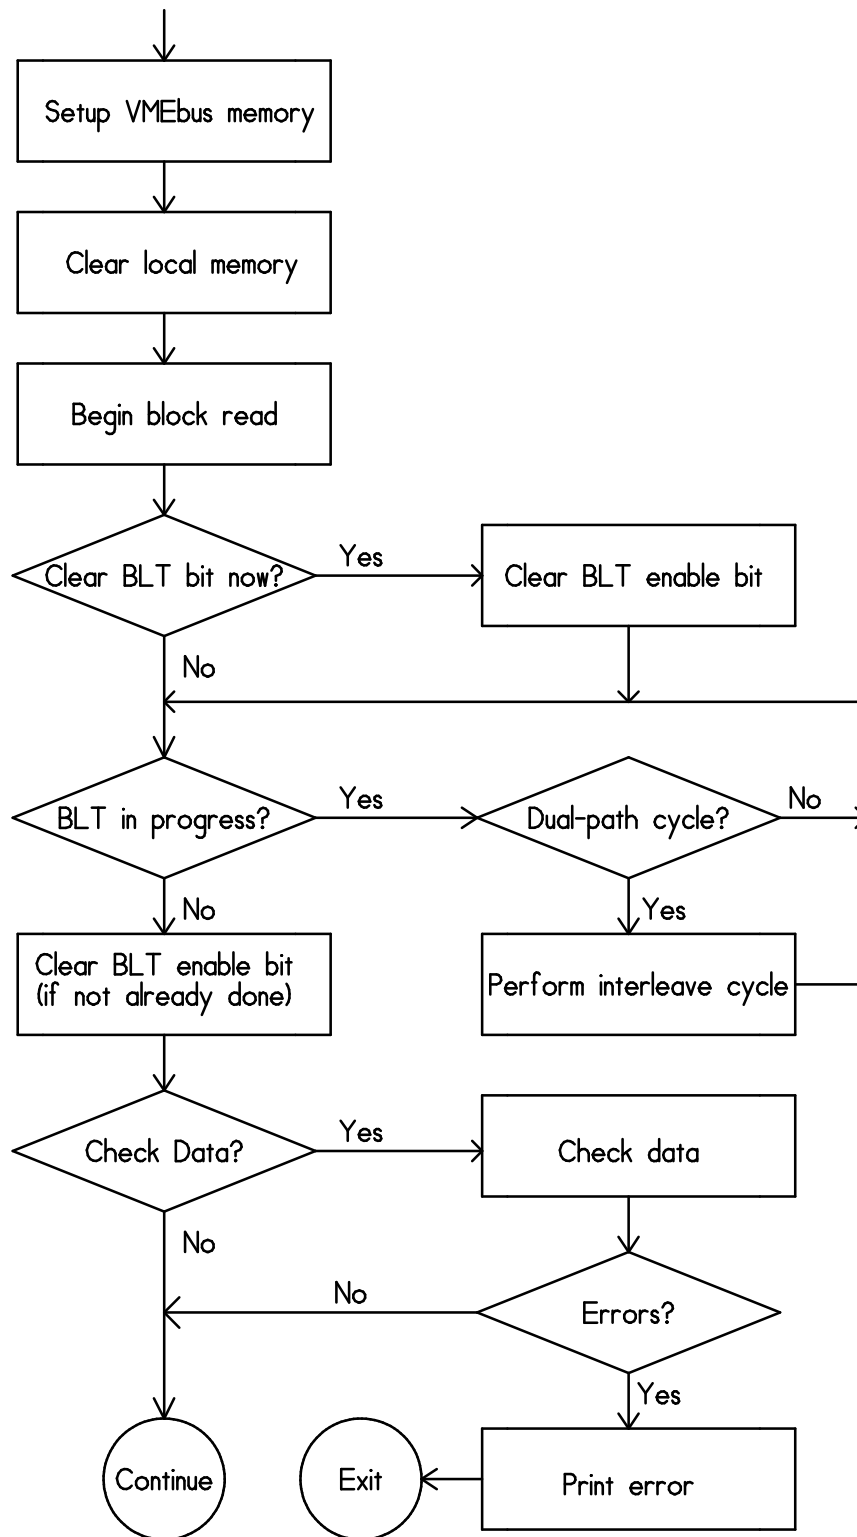 Setup VMEbus memory
Clear local memory
Begin block read
Clear BLT bit now?
Yes
Clear BLT enable bit
No
BLT in progress?
Yes
Dual-path cycle?
No
No
Yes
Clear BLT enable bit
(if not already done)
Perform interleave cycle
Check Data?
Yes
Check data
No
No
Errors?
Yes
Continue
Exit
Print error